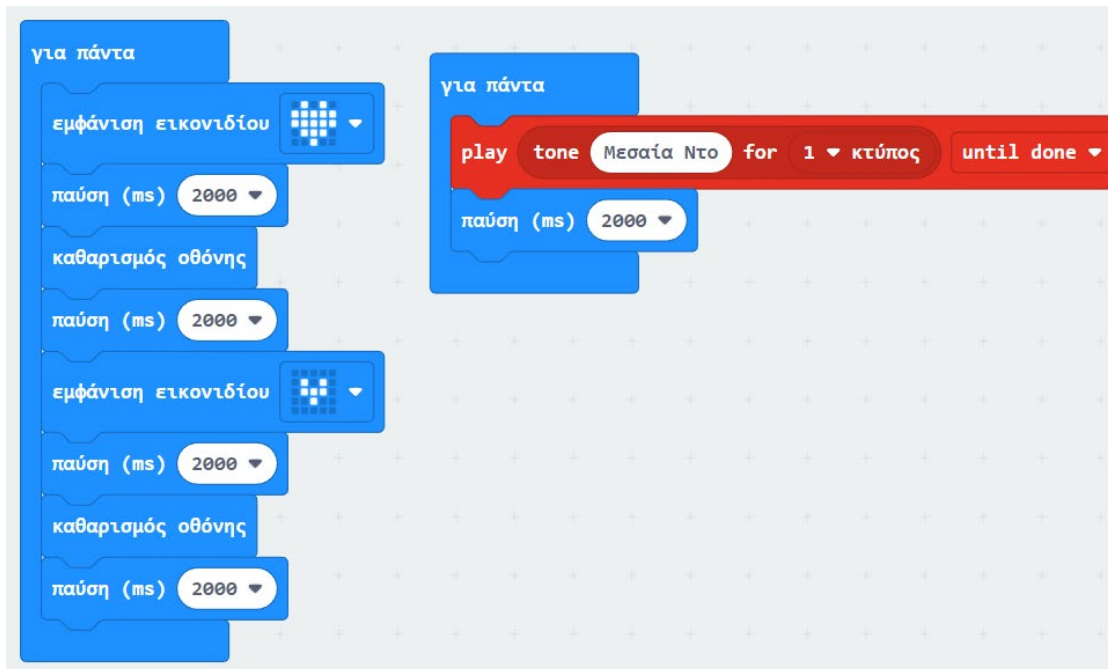 για πάντα
εμφάνιση εικονιδίου
παύση (ms) 2000
καθαρισμός οθόνης
παύση (ms) 2000
εμφάνιση εικονιδίου
παύση (ms) 2000
καθαρισμός οθόνης
παύση (ms) 2000
για πάντα
play tone Μεσαία Ντο for 1 κτύπος until done
παύση (ms) 2000